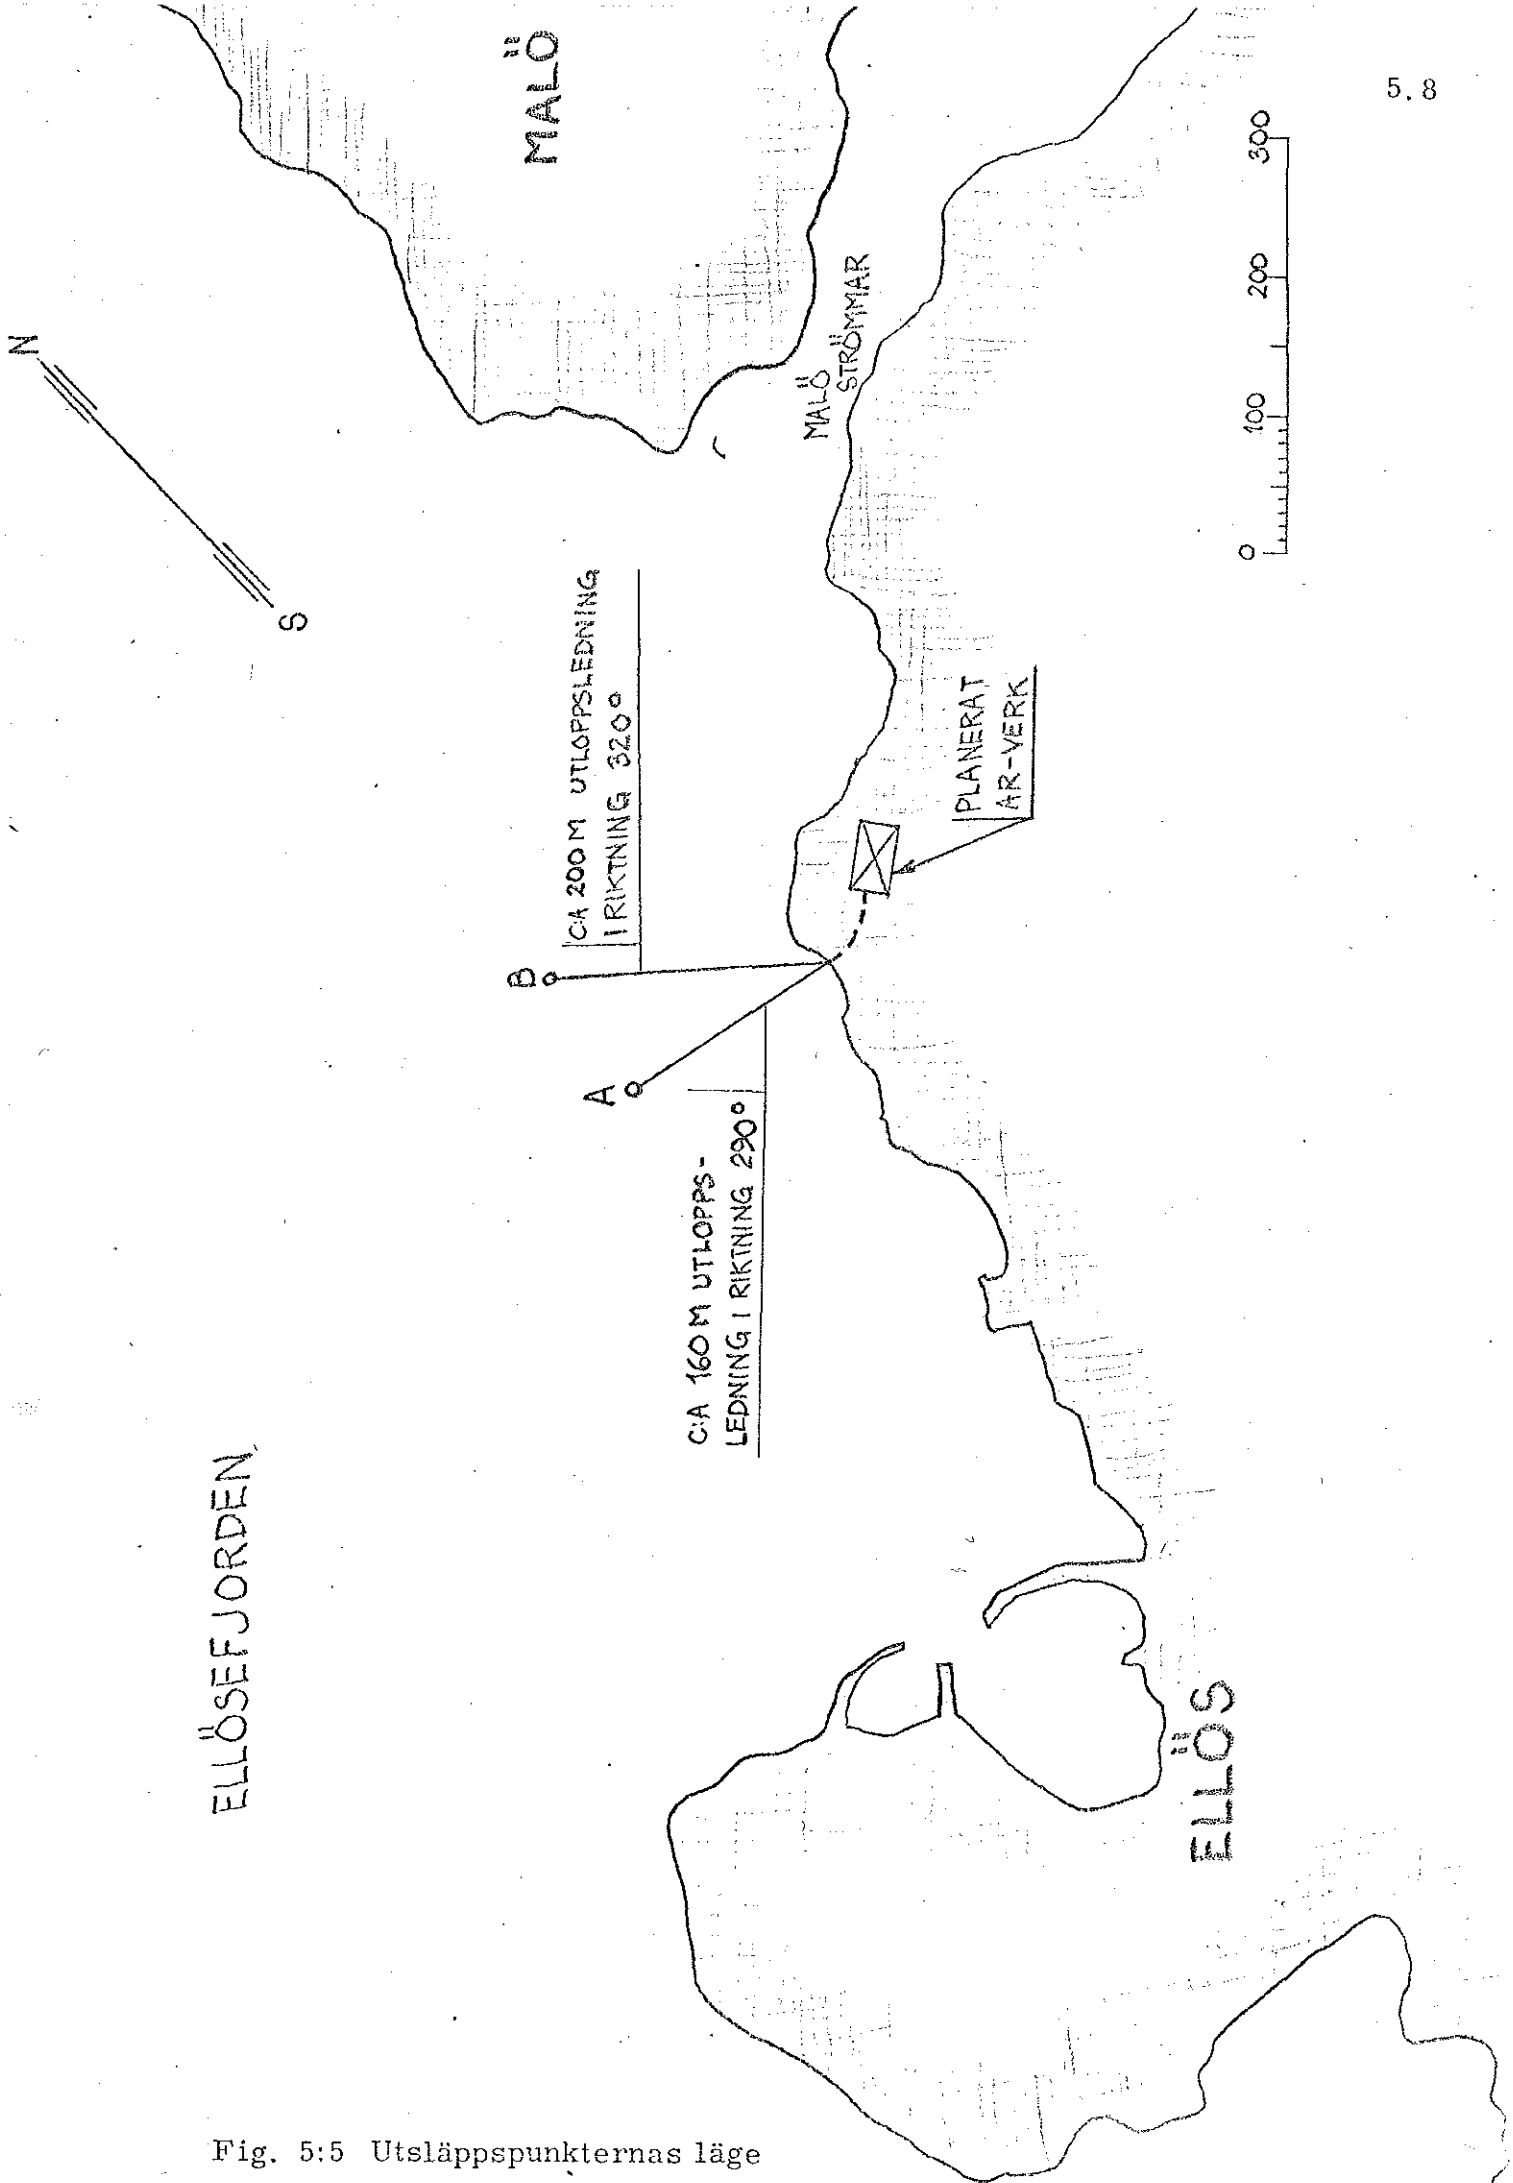 5.8
N
S
MALÖ
MALÖ
STRÖMMAR
0 100 200 300
C:A 200 M UTLOPPSLEDNING
I RIKTNING 320°
PLANERAT
AR-VERK
B
A
C:A 160 M UTLOPPS-
LEDNING I RIKTNING 290°
ELLÖSEFJORDEN
ELLÖS
Fig. 5:5 Utsläppspunkternas läge